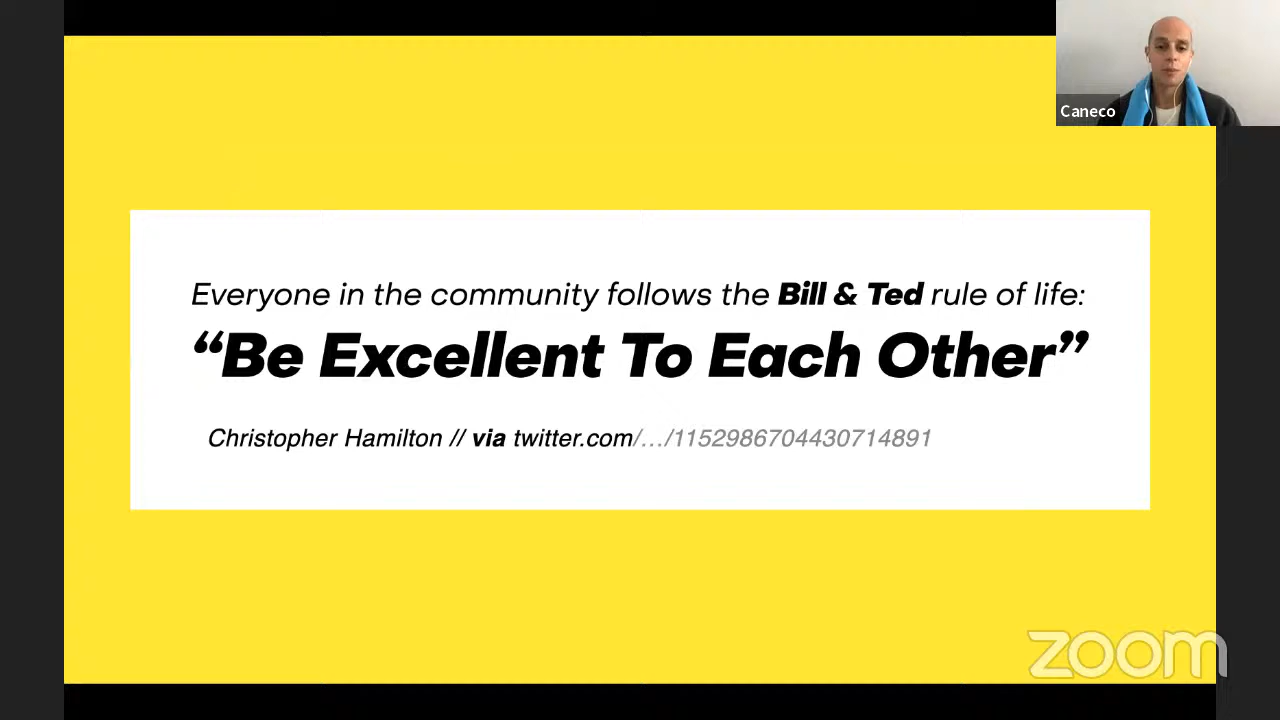 Caneco
Everyone in the community follows the Bill & Ted rule of life:
“Be Excellent To Each Other”
Christopher Hamilton // via twitter.com/…/1152986704430714891
zoom